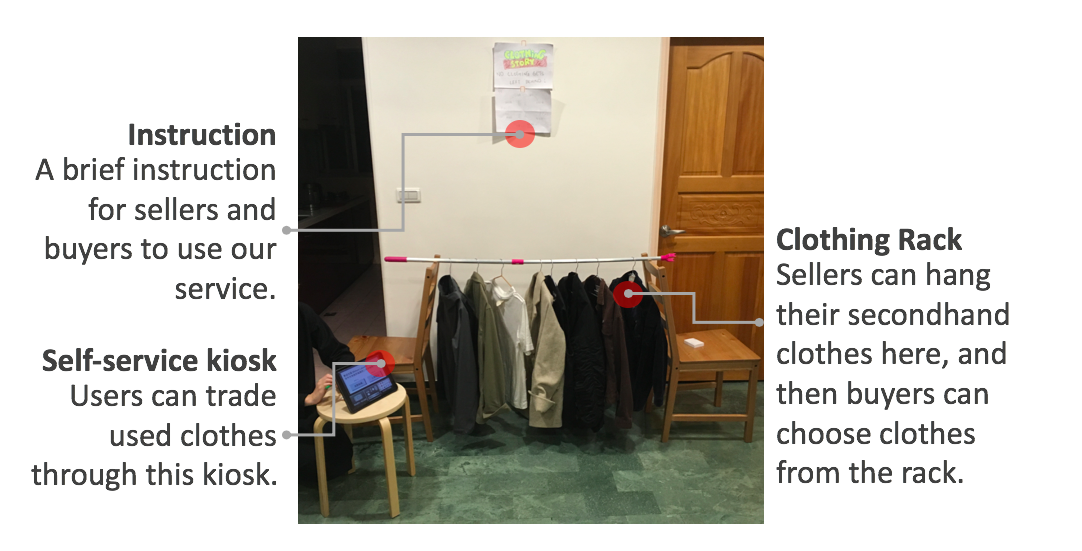 Instruction
A brief instruction
for sellers and
buyers to use our
service.
Self-service kiosk
Users can trade
used clothes
through this kiosk.
CLOTHING
STORY
Clothing Rack
Sellers can hang
their secondhand
clothes here, and
then buyers can
choose clothes
from the rack.